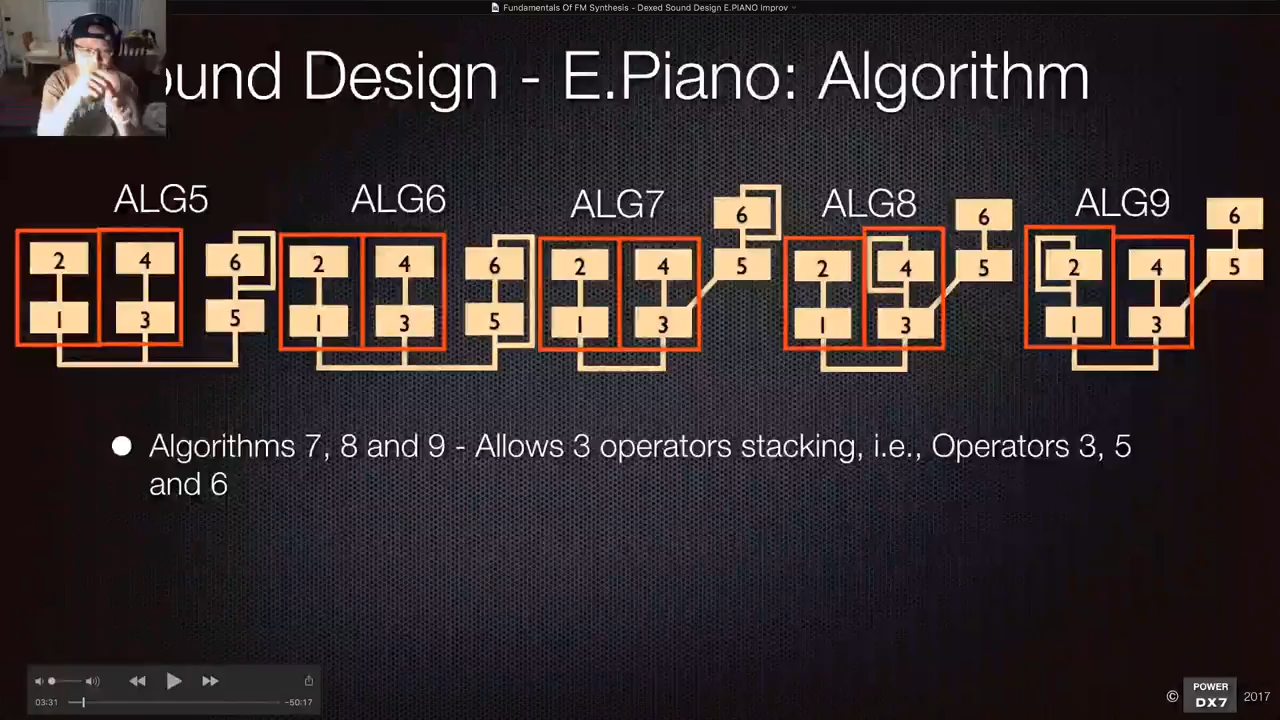 Fundamentals Of FM Synthesis - Dexed Sound Design E.PIANO Improv
ound Design - E.Piano: Algorithm
ALG5 ALG6 ALG7 ALG8 ALG9
6 6 6
2 4 6 2 4 6 2 4 5 2 4 5 2 4 5
1 3 5 1 3 5 1 3 1 3 1 3
Algorithms 7, 8 and 9 - Allows 3 operators stacking, i.e., Operators 3, 5
and 6
03:31 -50:17
© POWER DX7 2017